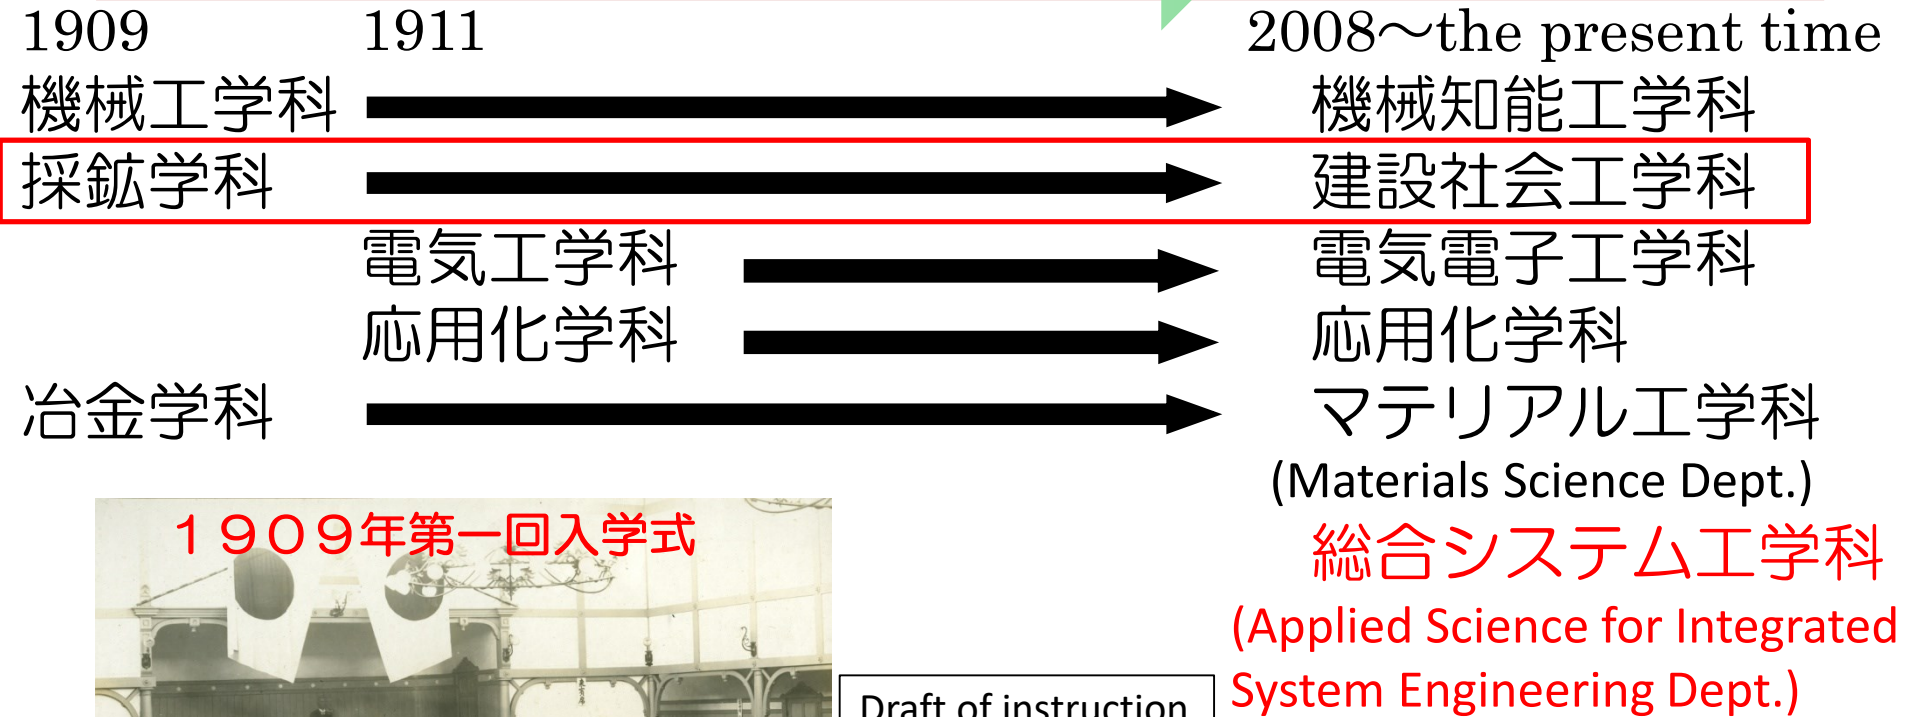 1909 1911 2008～the present time
機械工学科 機械知能工学科
採鉱学科 建設社会工学科
電気工学科 電気電子工学科
応用化学科 応用化学科
冶金学科 マテリアル工学科
(Materials Science Dept.)
１９０９年第一回入学式
総合システム工学科
(Applied Science for Integrated
System Engineering Dept.)
Draft of instruction